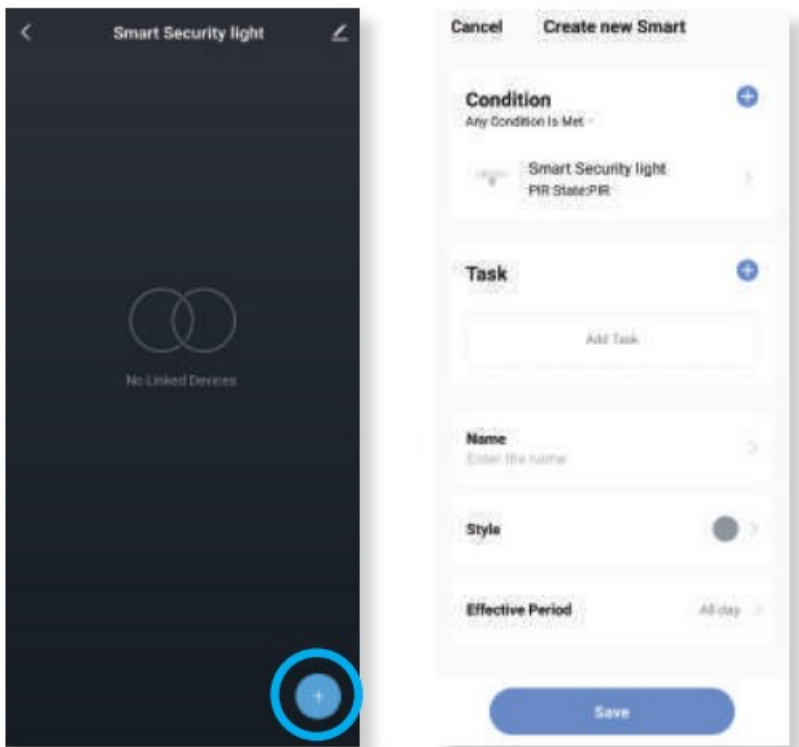 Smart Security light
No Linked Devices
+
Cancel Create new Smart
Condition
Any Condition Is Met
Smart Security light
PIR State:PIR
Task
Add Task
Name
Enter the name
Style
Effective Period All-day
Save